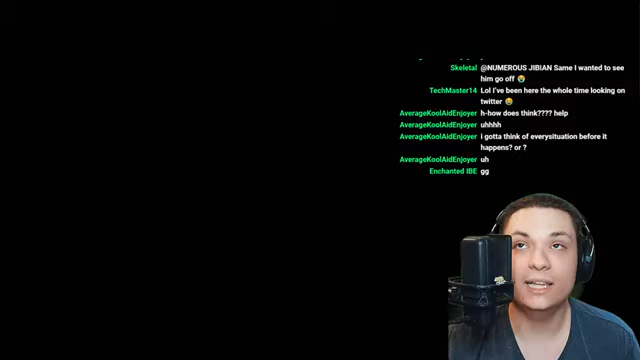 Skeletal @NUMEROUS JIBIAN Same I wanted to see
him go off 😭
TechMaster14 Lol I've been here the whole time looking on
twitter 😂
AverageKoolAidEnjoyer h-how does think???? help
AverageKoolAidEnjoyer uhhhh
AverageKoolAidEnjoyer i gotta think of everysituation before it
happens? or ?
AverageKoolAidEnjoyer uh
Enchanted IBE gg